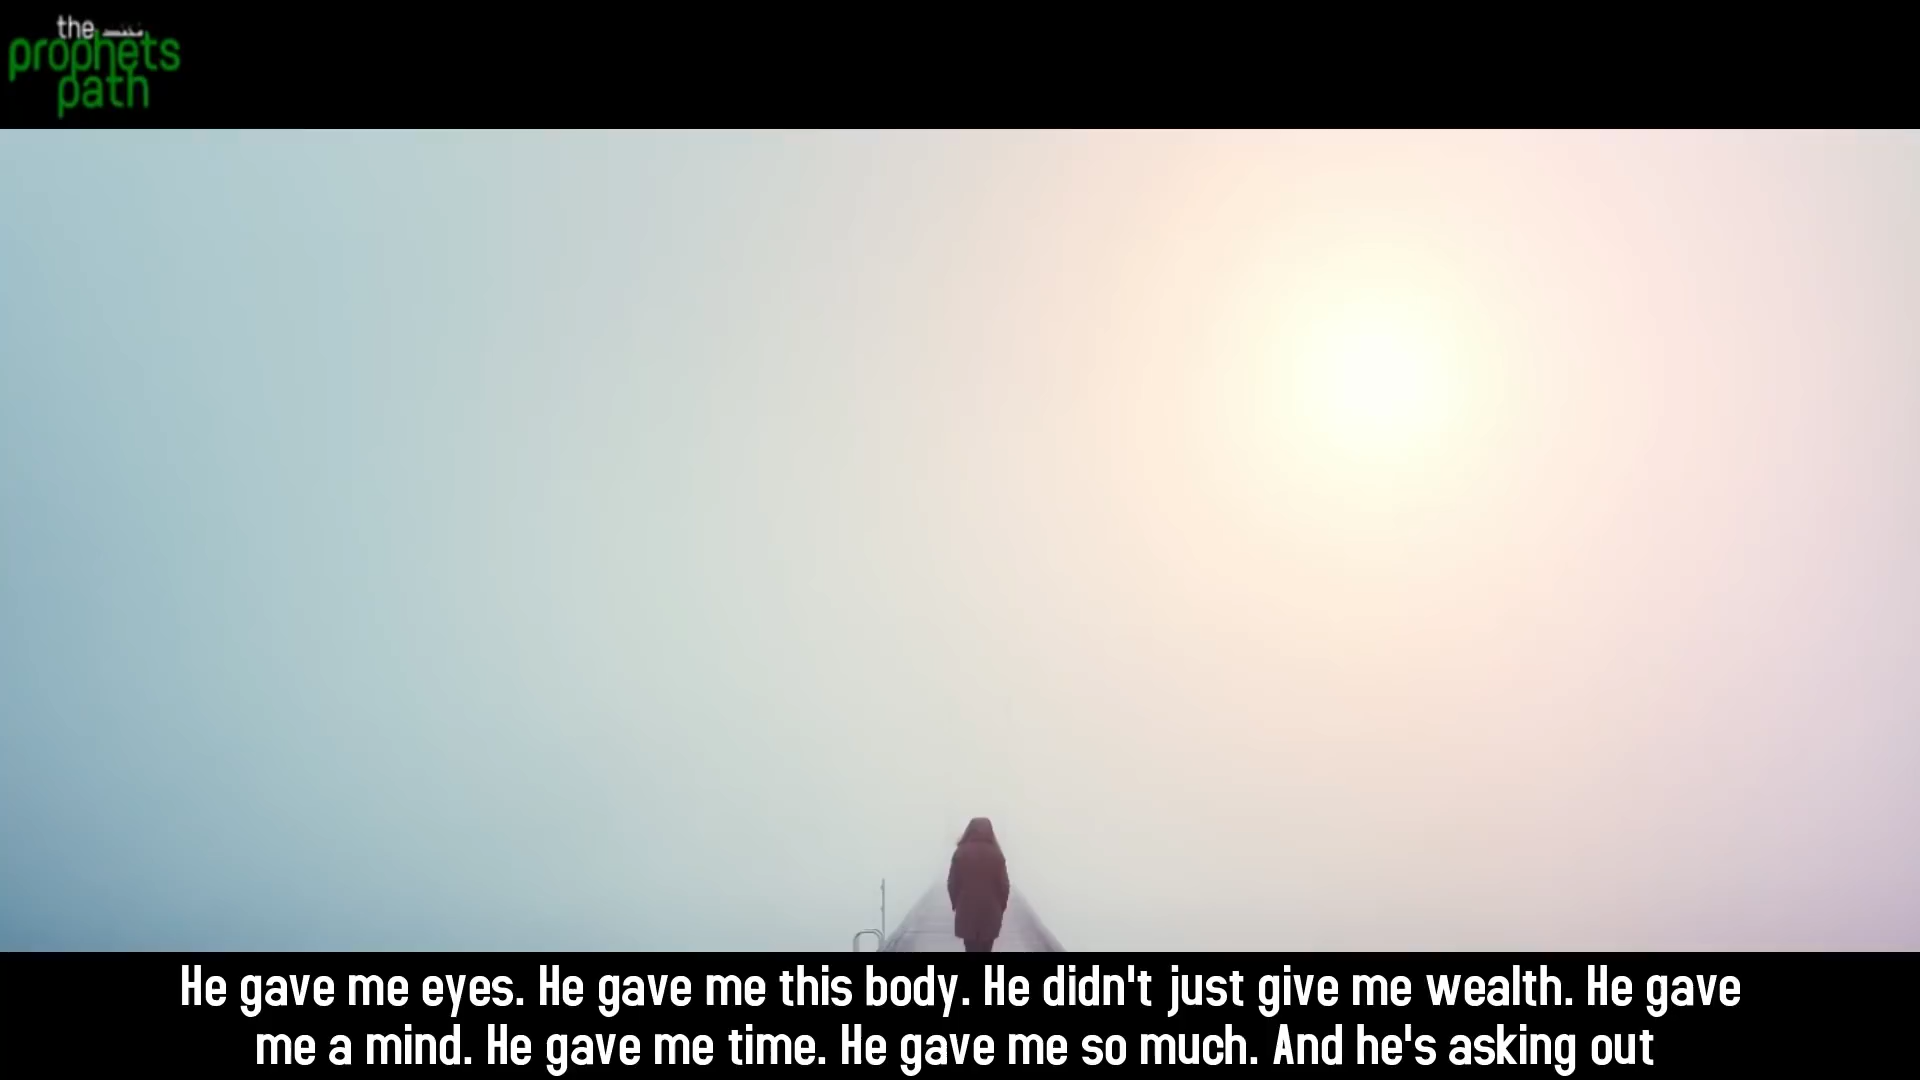 the
prophets
path
He gave me eyes. He gave me this body. He didn't just give me wealth. He gave
me a mind. He gave me time. He gave me so much. And he's asking out